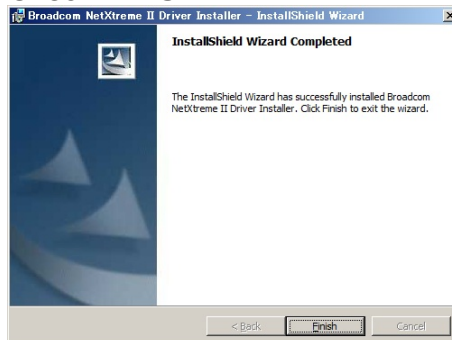 Broadcom NetXtreme II Driver Installer - InstallShield Wizard
InstallShield Wizard Completed
The InstallShield Wizard has successfully installed Broadcom
NetXtreme II Driver Installer. Click Finish to exit the wizard.
< Back
Finish
Cancel